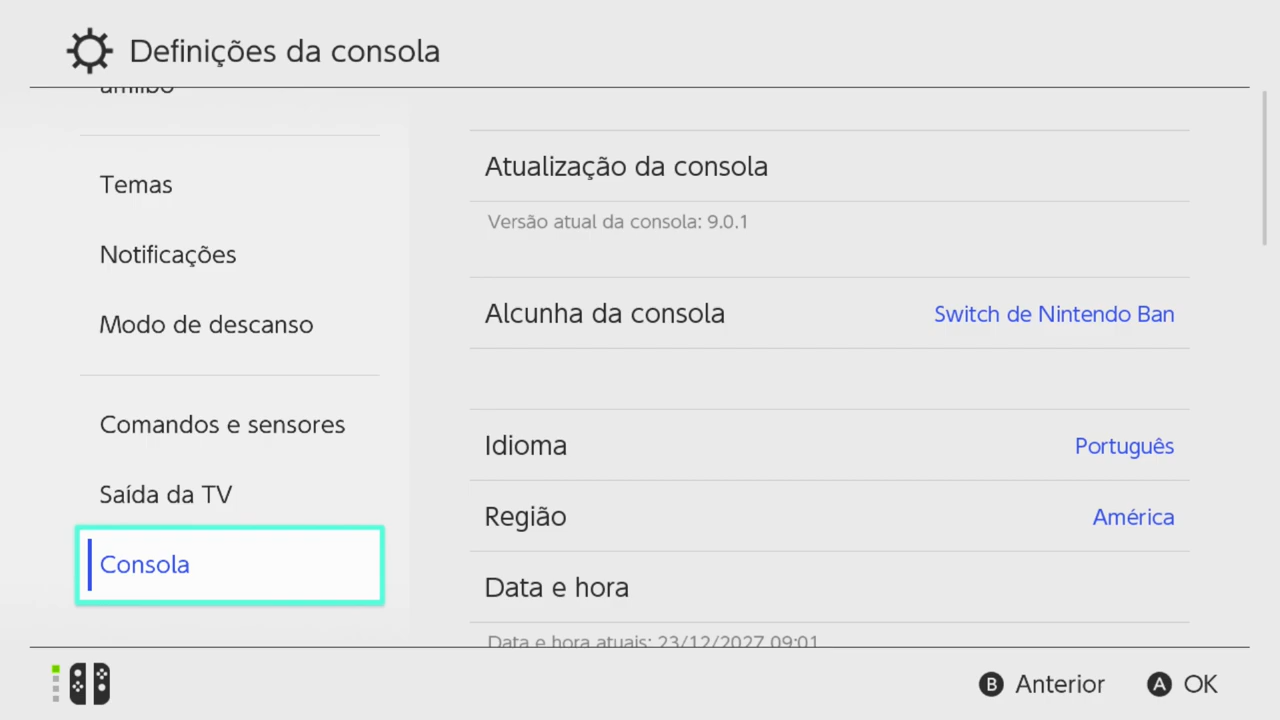 Definições da consola
amiibo
Temas
Notificações
Modo de descanso
Comandos e sensores
Saída da TV
Consola
Atualização da consola
Versão atual da consola: 9.0.1
Alcunha da consola Switch de Nintendo Ban
Idioma Português
Região América
Data e hora
Data e hora atuais: 23/12/2027 09:01
B Anterior A OK